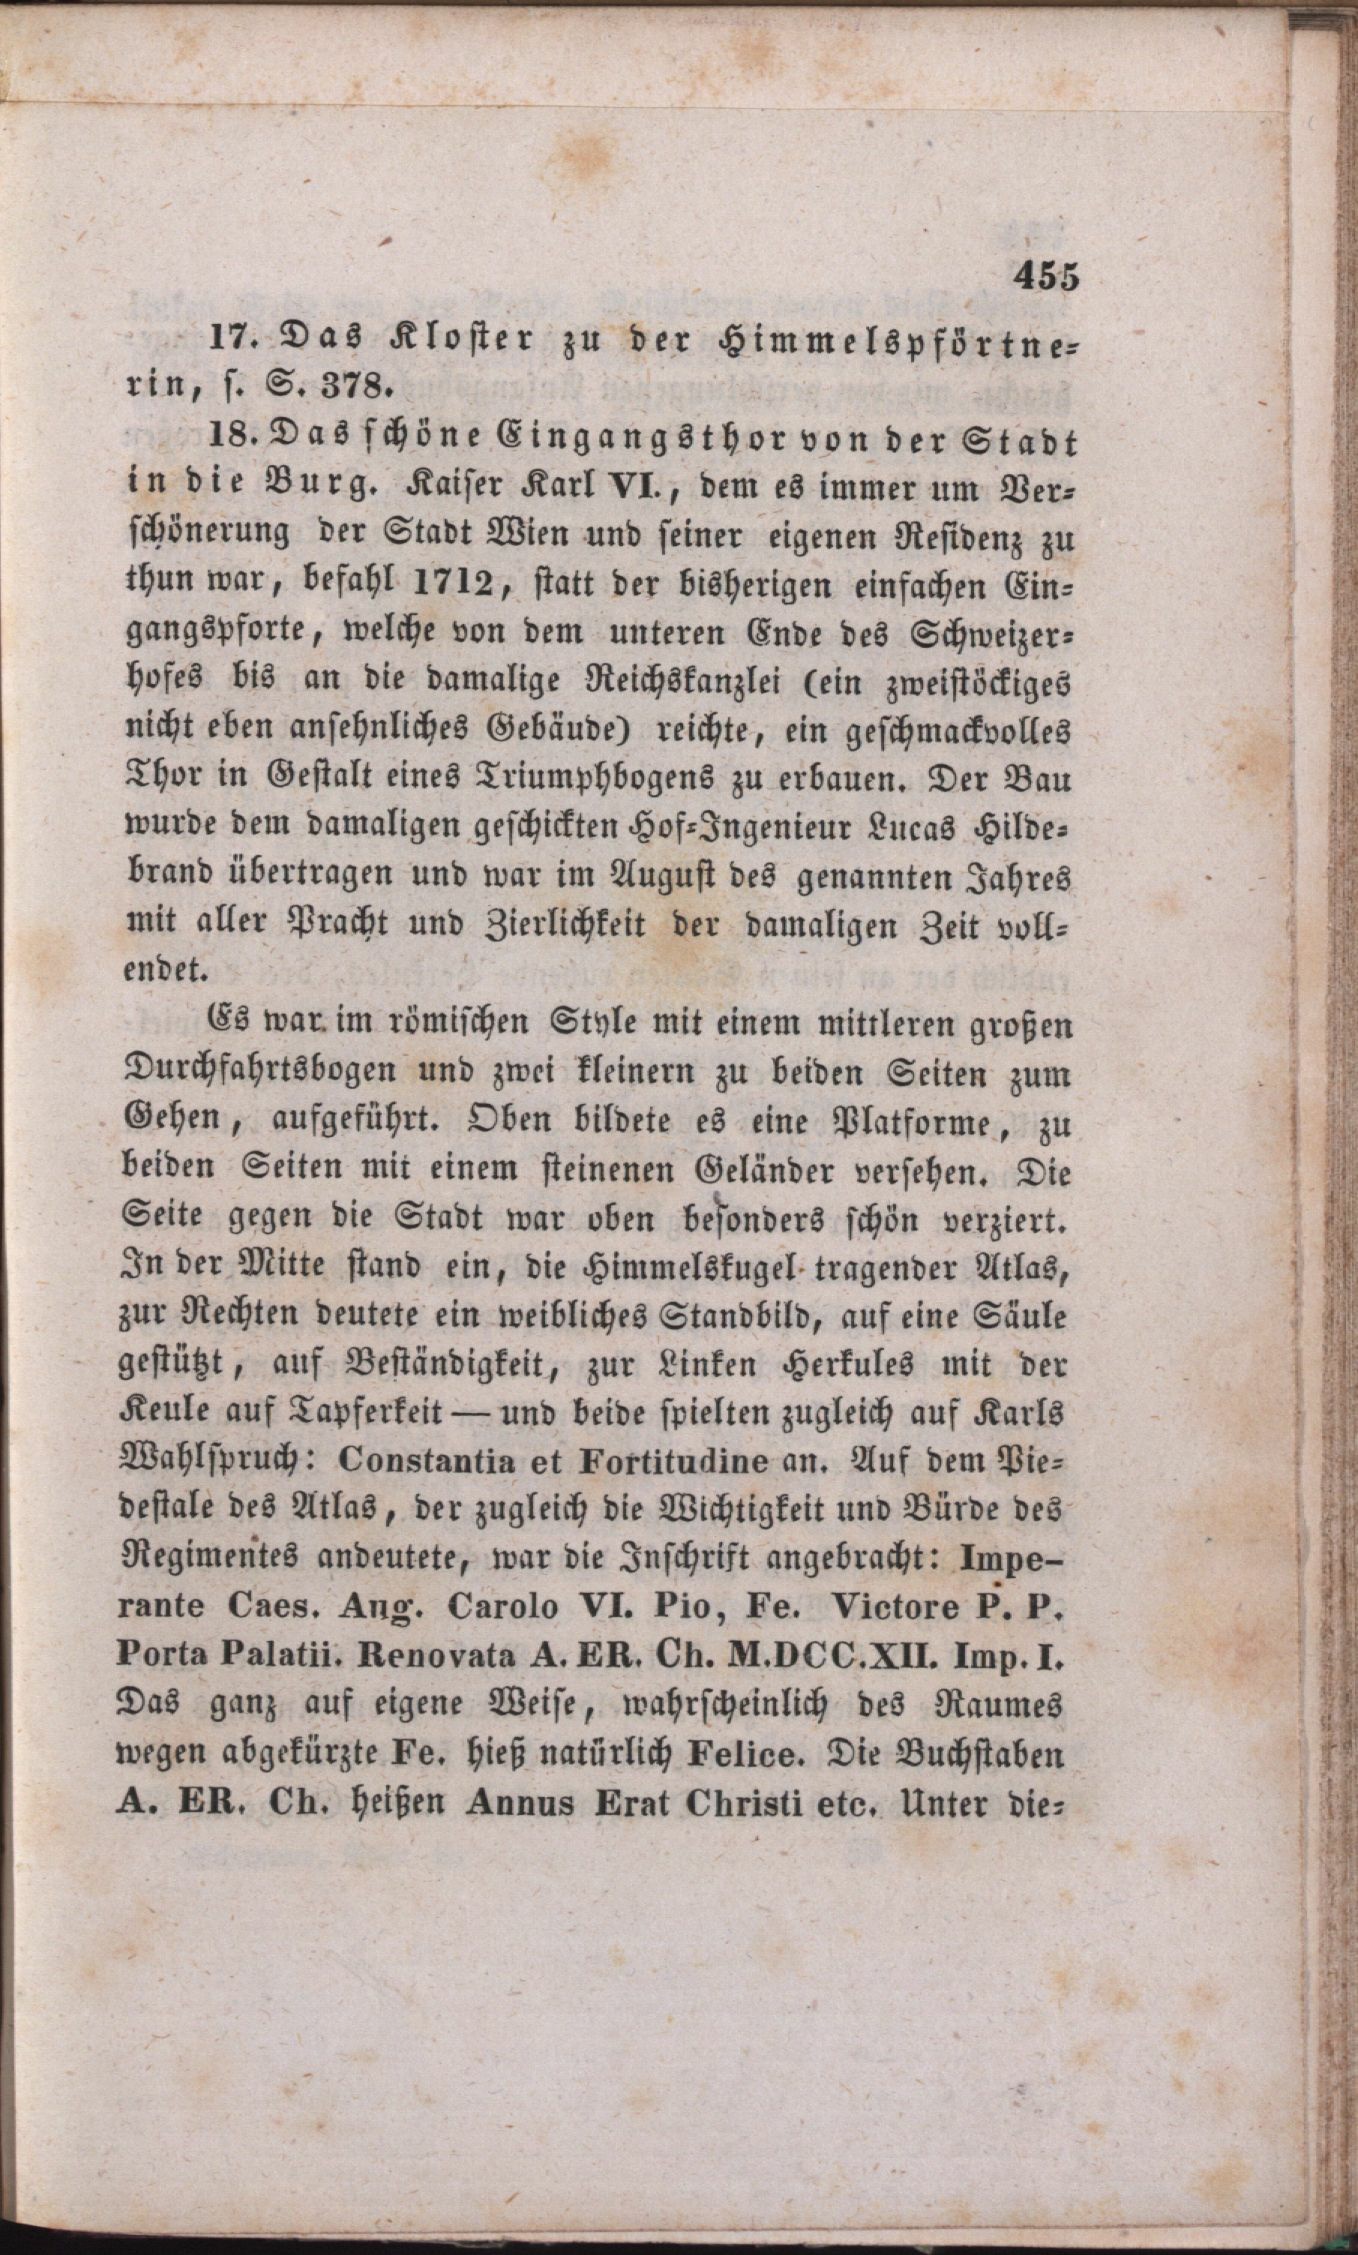 455
17. Das Kloster zu der Himmelspförtne-
rin, s. S. 378.
18. Das schöne Eingangsthor von der Stadt
in die Burg. Kaiser Karl VI., dem es immer um Ver-
schönerung der Stadt Wien und seiner eigenen Residenz zu
thun war, befahl 1712, statt der bisherigen einfachen Ein-
gangspforte, welche von dem unteren Ende des Schweizer-
hofes bis an die damalige Reichskanzlei (ein zweistöckiges
nicht eben ansehnliches Gebäude) reichte, ein geschmackvolles
Thor in Gestalt eines Triumphbogens zu erbauen. Der Bau
wurde dem damaligen geschickten Hof-Ingenieur Lucas Hilde-
brand übertragen und war im August des genannten Jahres
mit aller Pracht und Zierlichkeit der damaligen Zeit voll-
endet.
Es war im römischen Style mit einem mittleren großen
Durchfahrtsbogen und zwei kleinern zu beiden Seiten zum
Gehen, aufgeführt. Oben bildete es eine Platforme, zu
beiden Seiten mit einem steinenen Geländer versehen. Die
Seite gegen die Stadt war oben besonders schön verziert.
In der Mitte stand ein, die Himmelskugel tragender Atlas,
zur Rechten deutete ein weibliches Standbild, auf eine Säule
gestützt, auf Beständigkeit, zur Linken Herkules mit der
Keule auf Tapferkeit — und beide spielten zugleich auf Karls
Wahlspruch: Constantia et Fortitudine an. Auf dem Pie-
destale des Atlas, der zugleich die Wichtigkeit und Bürde des
Regimentes andeutete, war die Inschrift angebracht: Impe-
rante Caes. Aug. Carolo VI. Pio, Fe. Victore P. P.
Porta Palatii. Renovata A. ER. Ch. M.DCC.XII. Imp. I.
Das ganz auf eigene Weise, wahrscheinlich des Raumes
wegen abgekürzte Fe. hieß natürlich Felice. Die Buchstaben
A. ER. Ch. heißen Annus Erat Christi etc. Unter die-